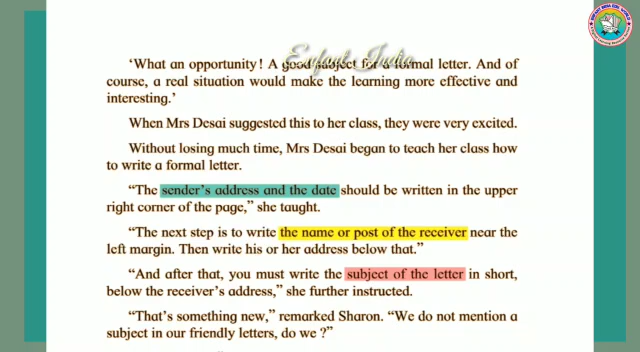 Enfant India
‘What an opportunity! A good subject for a formal letter. And of
course, a real situation would make the learning more effective and
interesting.’
When Mrs Desai suggested this to her class, they were very excited.
Without losing much time, Mrs Desai began to teach her class how
to write a formal letter.
“The sender’s address and the date should be written in the upper
right corner of the page,” she taught.
“The next step is to write the name or post of the receiver near the
left margin. Then write his or her address below that.”
“And after that, you must write the subject of the letter in short,
below the receiver’s address,” she further instructed.
“That’s something new,” remarked Sharon. “We do not mention a
subject in our friendly letters, do we ?”